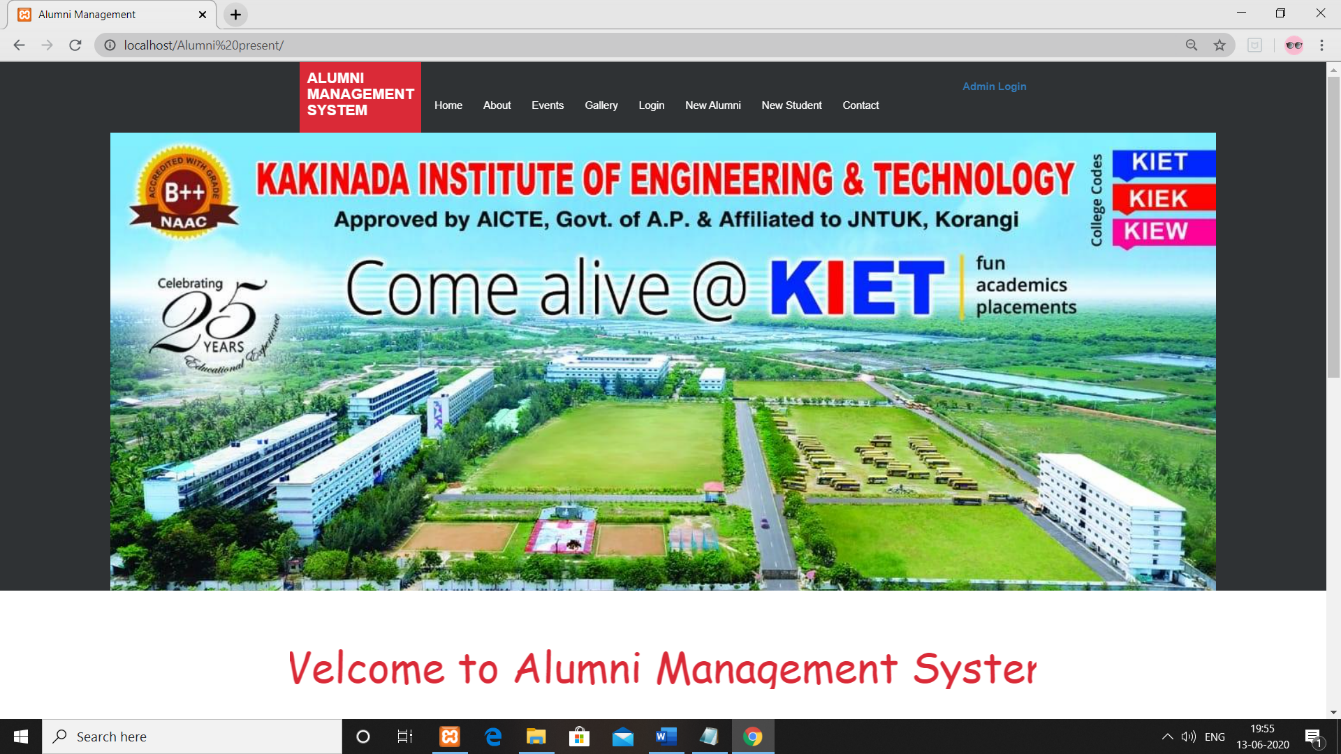 Alumni Management
localhost/Alumni%20present/
ALUMNI
MANAGEMENT
SYSTEM
Home About Events Gallery Login New Alumni New Student Contact
Admin Login
ACCREDITED WITH GRADE
B++
NAAC
KAKINADA INSTITUTE OF ENGINEERING & TECHNOLOGY
Approved by AICTE, Govt. of A.P. & Affiliated to JNTUK, Korangi
College Codes
KIET
KIEK
KIEW
Come alive @ KIET
fun
academics
placements
Celebrating
25
YEARS
Educational Experience
Velcome to Alumni Management Syster
Search here
ENG
19:55
13-06-2020
1